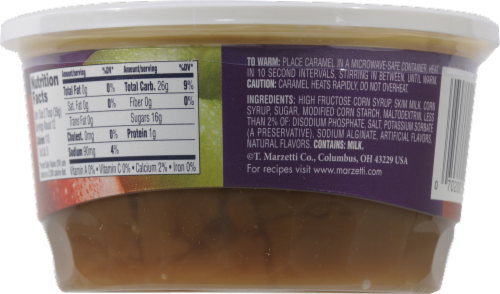 Nutrition
Facts
Amount/serving %DV* Amount/serving %DV*
Total Fat 0g 0% Total Carb. 26g 9%
Sat. Fat 0g 0% Fiber 0g 0%
Trans Fat 0g Sugars 16g
Cholest. 0mg 0% Protein 1g
Sodium 90mg 4%
Vitamin A 0% • Vitamin C 0% • Calcium 2% • Iron 0%
TO WARM: PLACE CARAMEL IN A MICROWAVE-SAFE CONTAINER, HEAT
IN 10 SECOND INTERVALS, STIRRING IN BETWEEN, UNTIL WARM.
CAUTION: CARAMEL HEATS RAPIDLY. DO NOT OVERHEAT.
INGREDIENTS: HIGH FRUCTOSE CORN SYRUP, SKIM MILK, CORN
SYRUP, SUGAR, MODIFIED CORN STARCH, MALTODEXTRIN, LESS
THAN 2% OF: DISODIUM PHOSPHATE, SALT, POTASSIUM SORBATE
(A PRESERVATIVE), SODIUM ALGINATE, ARTIFICIAL FLAVORS,
NATURAL FLAVORS. CONTAINS: MILK.
©T. Marzetti Co., Columbus, OH 43229 USA
For recipes visit www.marzetti.com